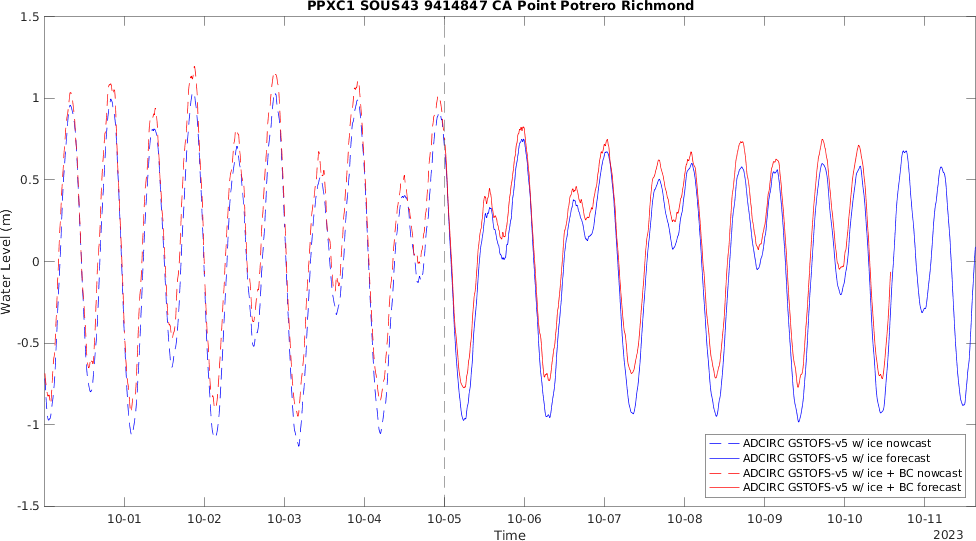 PPXC1 SOUS43 9414847 CA Point Potrero Richmond
1.5
1
0.5
0
-0.5
-1
-1.5
Water Level (m)
10-01 10-02 10-03 10-04 10-05 10-06 10-07 10-08 10-09 10-10 10-11
Time
2023
ADCIRC GSTOFS-v5 w/ ice nowcast
ADCIRC GSTOFS-v5 w/ ice forecast
ADCIRC GSTOFS-v5 w/ ice + BC nowcast
ADCIRC GSTOFS-v5 w/ ice + BC forecast